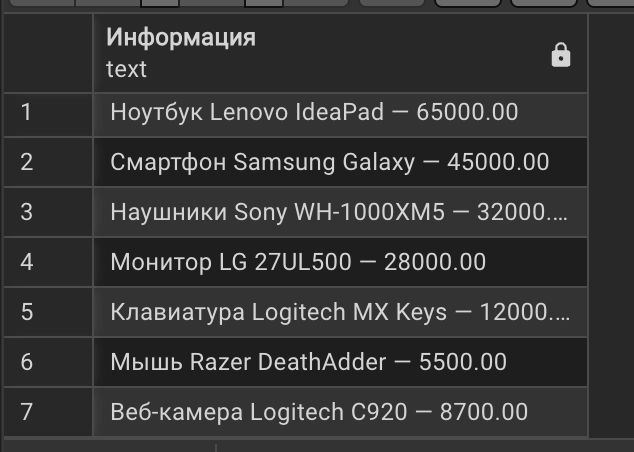 Информация
text
1 Ноутбук Lenovo IdeaPad — 65000.00
2 Смартфон Samsung Galaxy — 45000.00
3 Наушники Sony WH-1000XM5 — 32000....
4 Монитор LG 27UL500 — 28000.00
5 Клавиатура Logitech MX Keys — 12000....
6 Мышь Razer DeathAdder — 5500.00
7 Веб-камера Logitech C920 — 8700.00